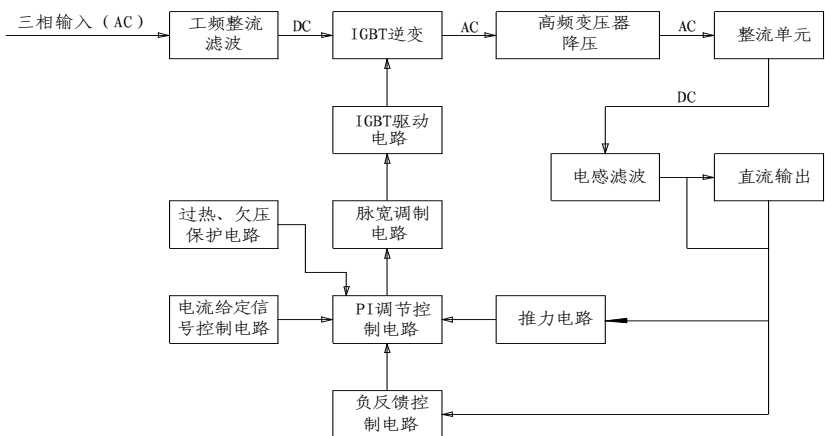 三相输入（AC）
工频整流
滤波
DC
IGBT逆变
AC
高频变压器
降压
AC
整流单元
DC
IGBT驱动
电路
电感滤波
直流输出
过热、欠压
保护电路
脉宽调制
电路
电流给定信
号控制电路
PI调节控
制电路
推力电路
负反馈控
制电路